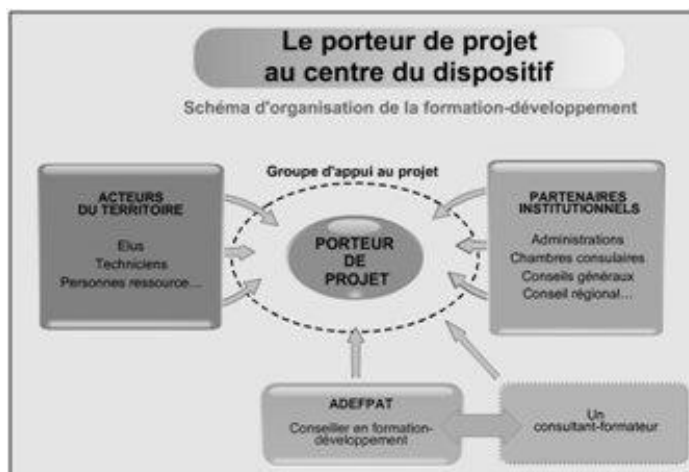 Le porteur de projet
au centre du dispositif
Schéma d'organisation de la formation-développement
Groupe d'appui au projet
ACTEURS
DU TERRITOIRE
Elus
Techniciens
Personnes ressource...
PORTEUR
DE
PROJET
PARTENAIRES
INSTITUTIONNELS
Administrations
Chambres consulaires
Conseils généraux
Conseil régional...
ADEFPAT
Conseiller en formation-
développement
Un
consultant-formateur